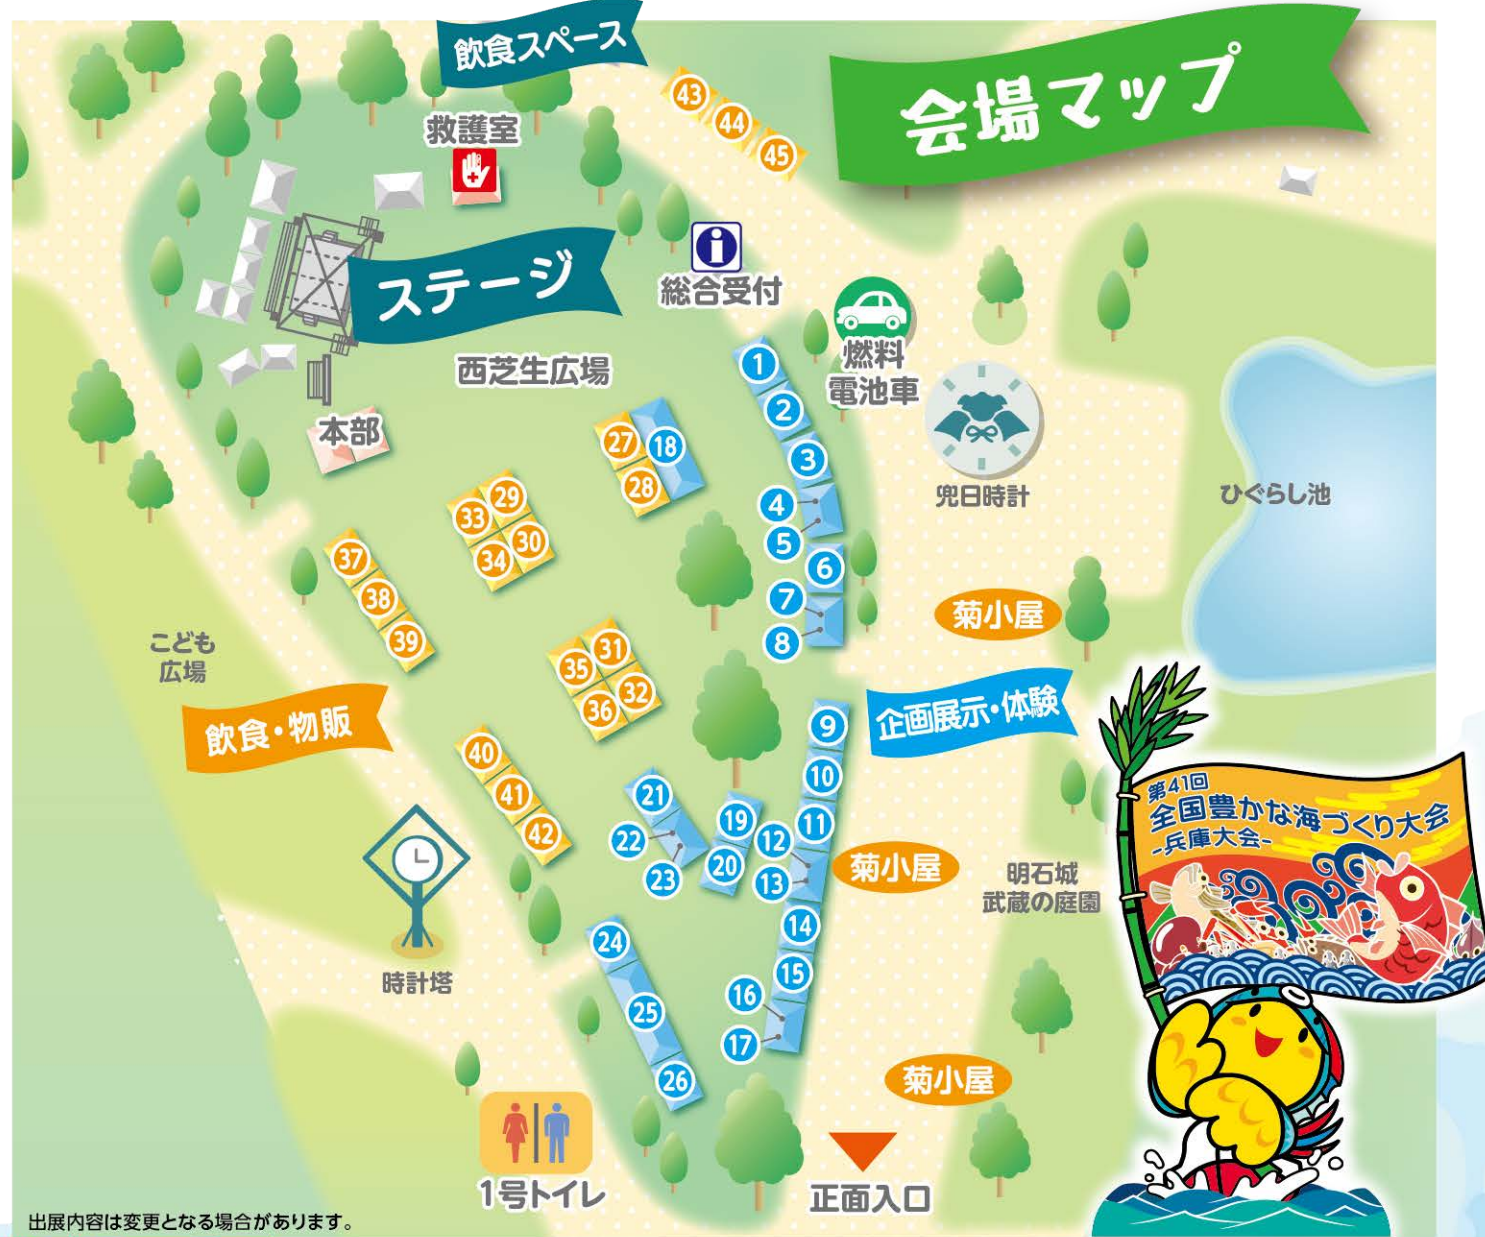 飲食スペース
会場マップ
43
44
45
救護室
ステージ
総合受付
燃料
電池車
西芝生広場
本部
1
2
3
4
5
6
7
8
27
18
28
29
33
30
34
兜日時計
ひぐらし池
37
38
39
菊小屋
こども
広場
31
35
32
36
飲食・物販
企画展示・体験
40
41
42
9
10
11
12
13
14
15
16
17
21
22
23
19
20
菊小屋
明石城
武蔵の庭園
時計塔
24
25
26
菊小屋
第41回
全国豊かな海づくり大会
-兵庫大会-
1号トイレ
正面入口
出展内容は変更となる場合があります。